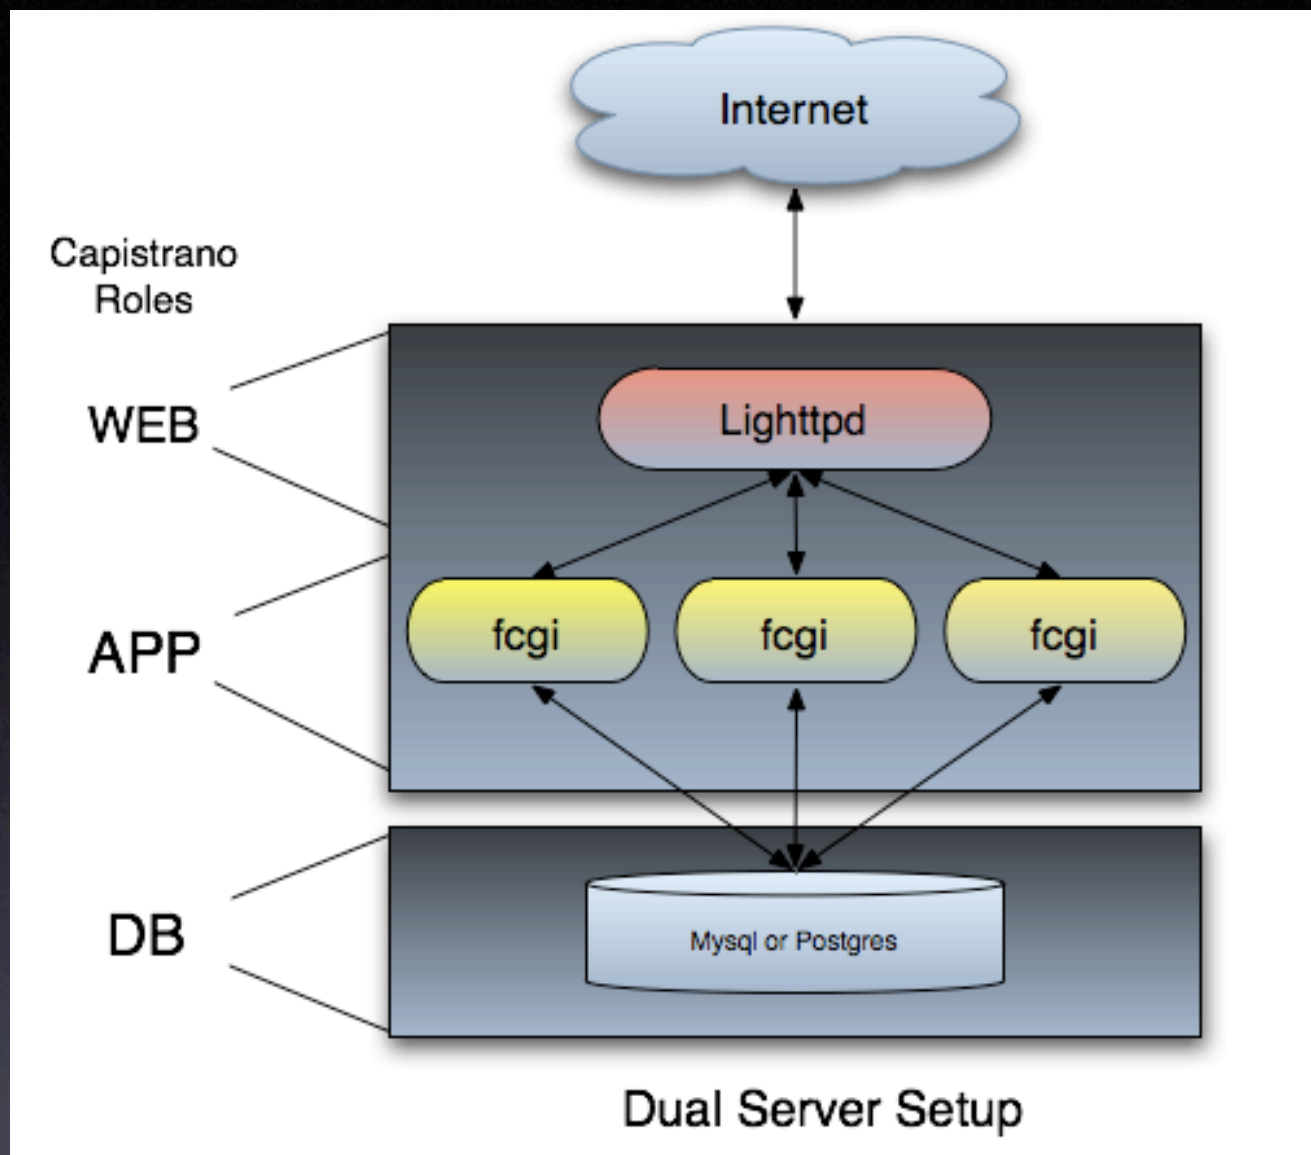 Internet
Capistrano
Roles
WEB
Lighttpd
APP
fcgi
fcgi
fcgi
DB
Mysql or Postgres
Dual Server Setup